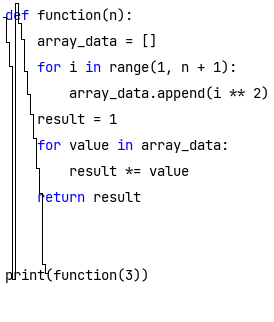 def function(n):
    array_data = []
    for i in range(1, n + 1):
        array_data.append(i ** 2)
    result = 1
    for value in array_data:
        result *= value
    return result
print(function(3))